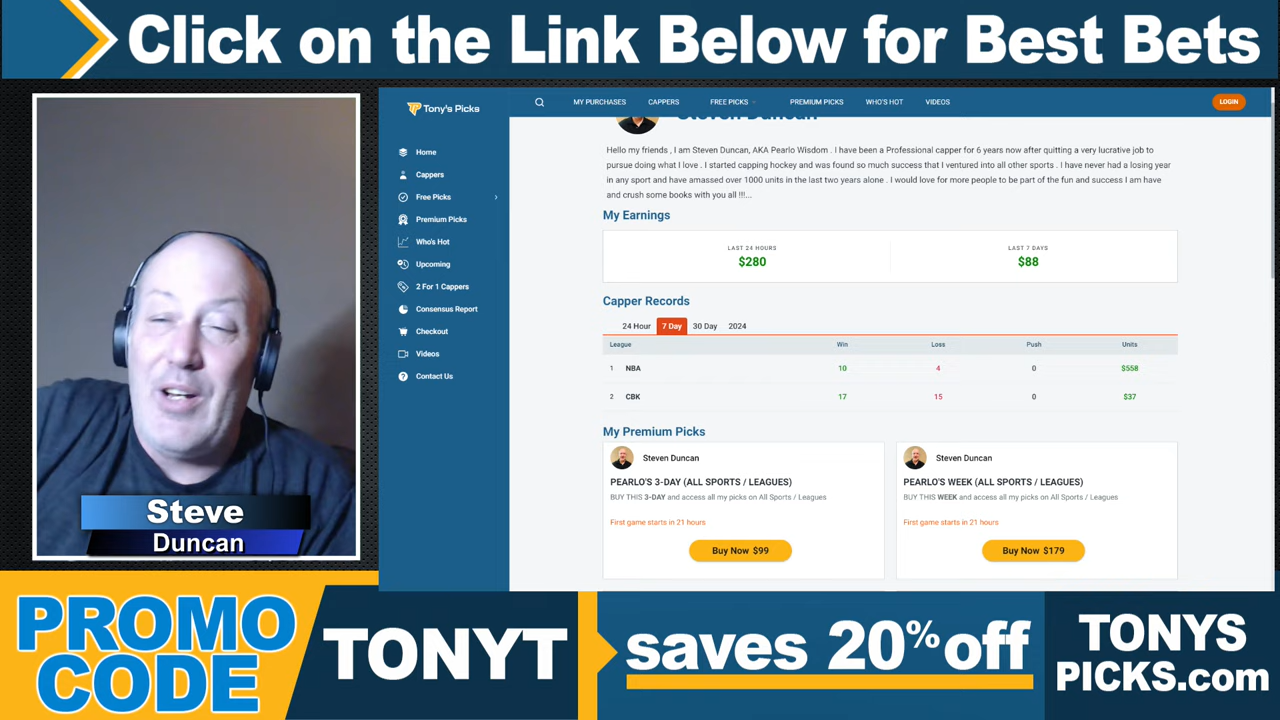 Click on the Link Below for Best Bets
Tony's Picks
MY PURCHASES
CAPPERS
FREE PICKS
PREMIUM PICKS
WHO'S HOT
VIDEOS
LOGIN
Home
Cappers
Free Picks
Premium Picks
Who's Hot
Upcoming
2 For 1 Cappers
Consensus Report
Checkout
Videos
Contact Us
Steven Duncan
Hello my friends , I am Steven Duncan, AKA Pearlo Wisdom . I have been a Professional capper for 6 years now after quitting a very lucrative job to
pursue doing what I love . I started capping hockey and was found so much success that I ventured into all other sports . I have never had a losing year
in any sport and have amassed over 1000 units in the last two years alone . I would love for more people to be part of the fun and success I am have
and crush some books with you all !!!...
My Earnings
LAST 24 HOURS
$280
LAST 7 DAYS
$88
Capper Records
24 Hour 7 Day 30 Day 2024
League Win Loss Push Units
1 NBA 10 4 0 $558
2 CBK 17 15 0 $37
My Premium Picks
Steven Duncan
PEARLO'S 3-DAY (ALL SPORTS / LEAGUES)
BUY THIS 3-DAY and access all my picks on All Sports / Leagues
First game starts in 21 hours
Buy Now $99
Steven Duncan
PEARLO'S WEEK (ALL SPORTS / LEAGUES)
BUY THIS WEEK and access all my picks on All Sports / Leagues
First game starts in 21 hours
Buy Now $179
Steve
Duncan
PROMO
CODE
TONYT
saves 20% off
TONYS
PICKS.com